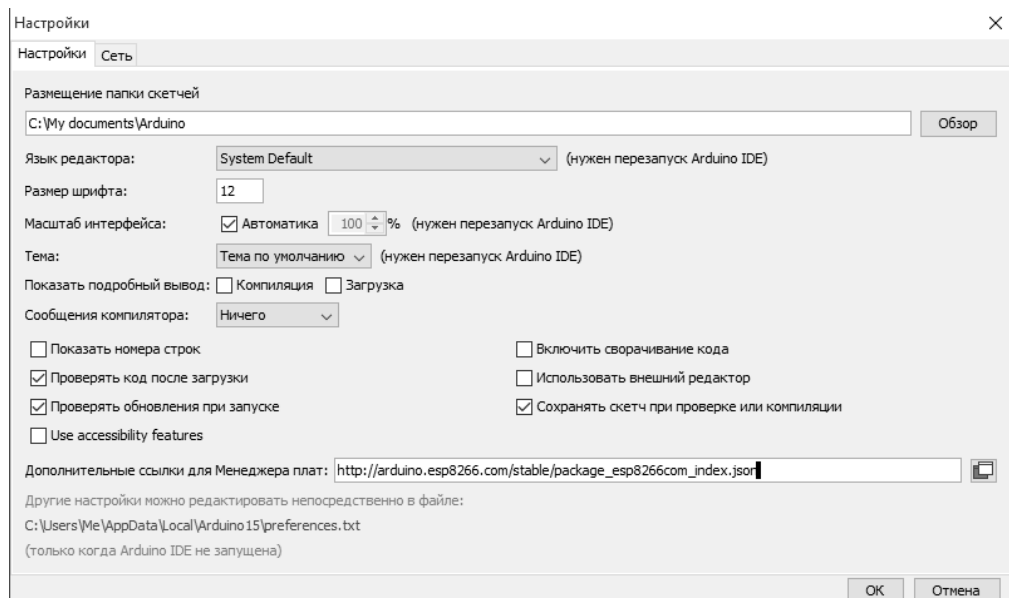 Настройки
Настройки Сеть
Размещение папки скетчей
C:\My documents\Arduino Обзор
Язык редактора: System Default (нужен перезапуск Arduino IDE)
Размер шрифта: 12
Масштаб интерфейса: Автоматика 100 % (нужен перезапуск Arduino IDE)
Тема: Тема по умолчанию (нужен перезапуск Arduino IDE)
Показать подробный вывод: Компиляция Загрузка
Сообщения компилятора: Ничего
Показать номера строк Включить сворачивание кода
Проверять код после загрузки Использовать внешний редактор
Проверять обновления при запуске Сохранять скетч при проверке или компиляции
Use accessibility features
Дополнительные ссылки для Менеджера плат: http://arduino.esp8266.com/stable/package_esp8266com_index.json
Другие настройки можно редактировать непосредственно в файле:
C:\Users\Me\AppData\Local\Arduino15\preferences.txt
(только когда Arduino IDE не запущена)
OK Отмена